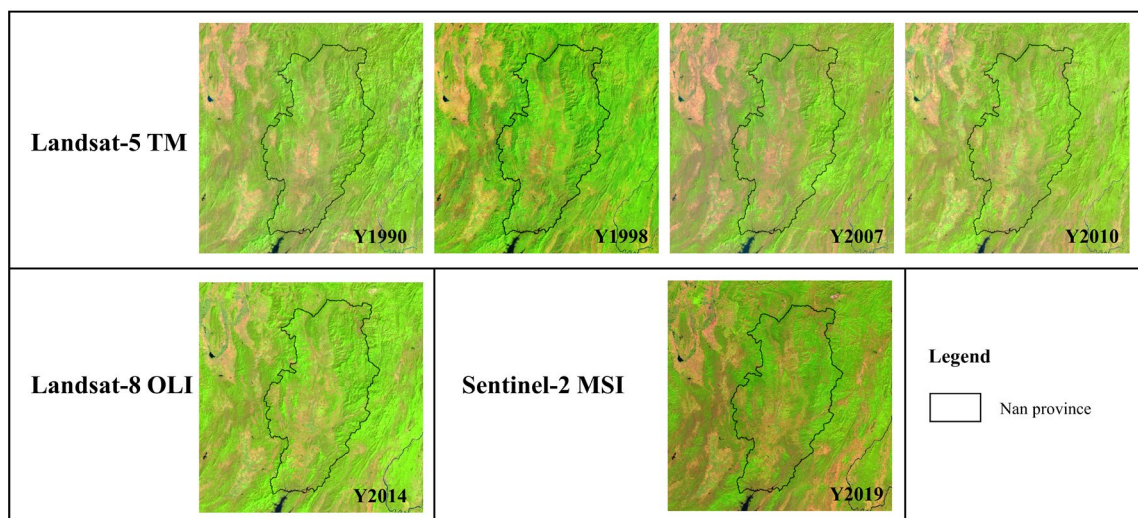 Landsat-5 TM
Y1990
Y1998
Y2007
Y2010
Landsat-8 OLI
Y2014
Sentinel-2 MSI
Y2019
Legend
Nan province